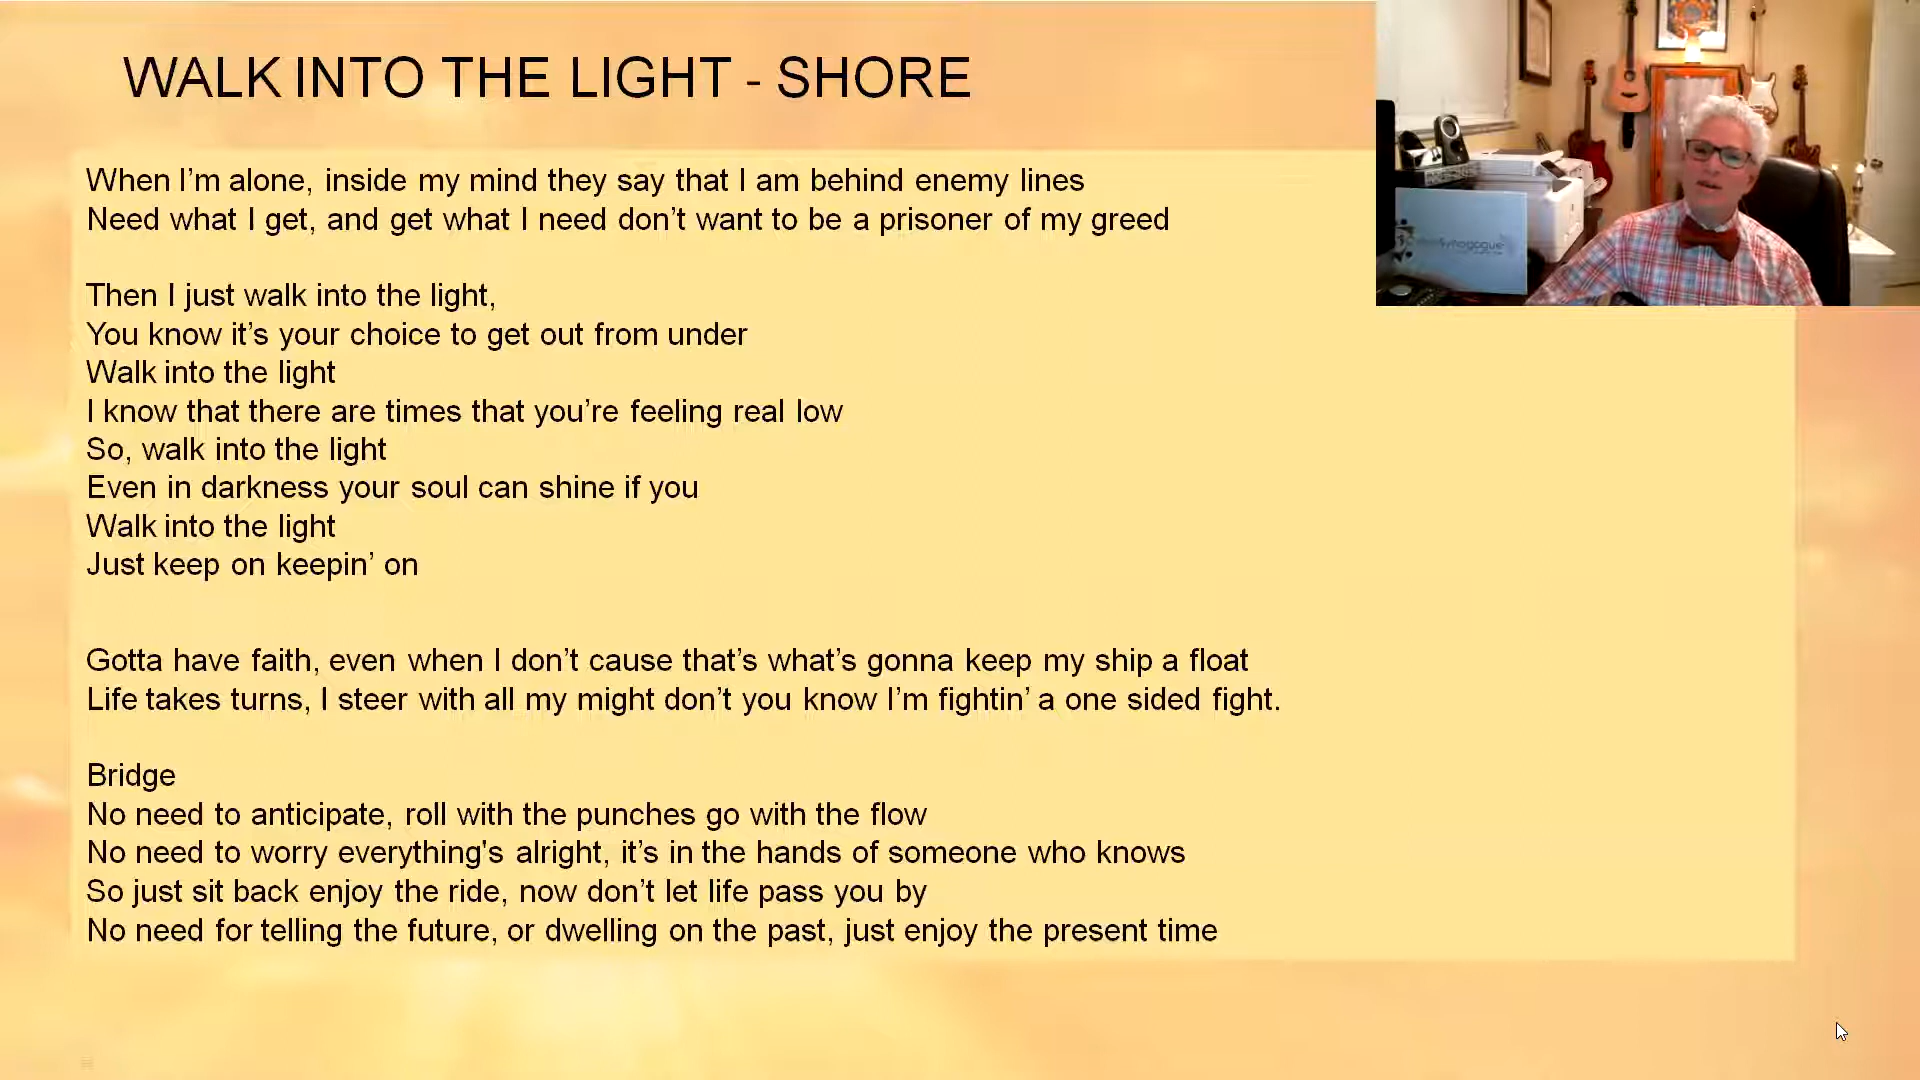 WALK INTO THE LIGHT - SHORE
When I’m alone, inside my mind they say that I am behind enemy lines
Need what I get, and get what I need don’t want to be a prisoner of my greed
Then I just walk into the light,
You know it’s your choice to get out from under
Walk into the light
I know that there are times that you’re feeling real low
So, walk into the light
Even in darkness your soul can shine if you
Walk into the light
Just keep on keepin’ on
Gotta have faith, even when I don’t cause that’s what’s gonna keep my ship a float
Life takes turns, I steer with all my might don’t you know I’m fightin’ a one sided fight.
Bridge
No need to anticipate, roll with the punches go with the flow
No need to worry everything's alright, it’s in the hands of someone who knows
So just sit back enjoy the ride, now don’t let life pass you by
No need for telling the future, or dwelling on the past, just enjoy the present time